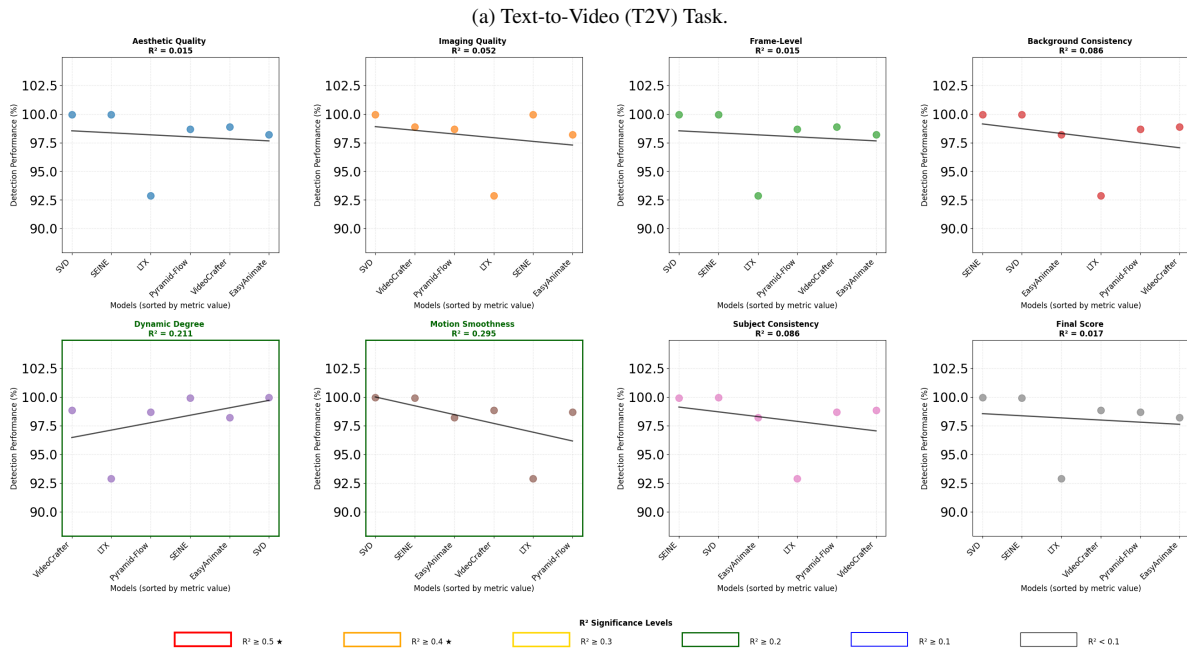 (a) Text-to-Video (T2V) Task.
Aesthetic Quality
R² = 0.015
Detection Performance (%)
102.5
100.0
97.5
95.0
92.5
90.0
SVD
SEINE
LTX
Pyramid-Flow
VideoCrafter
EasyAnimate
Models (sorted by metric value)
Imaging Quality
R² = 0.052
Detection Performance (%)
102.5
100.0
97.5
95.0
92.5
90.0
SVD
VideoCrafter
Pyramid-Flow
LTX
SEINE
EasyAnimate
Models (sorted by metric value)
Frame-Level
R² = 0.015
Detection Performance (%)
102.5
100.0
97.5
95.0
92.5
90.0
SVD
SEINE
LTX
Pyramid-Flow
VideoCrafter
EasyAnimate
Models (sorted by metric value)
Background Consistency
R² = 0.086
Detection Performance (%)
102.5
100.0
97.5
95.0
92.5
90.0
SEINE
SVD
EasyAnimate
LTX
Pyramid-Flow
VideoCrafter
Models (sorted by metric value)
Dynamic Degree
R² = 0.211
Detection Performance (%)
102.5
100.0
97.5
95.0
92.5
90.0
VideoCrafter
LTX
Pyramid-Flow
SEINE
EasyAnimate
SVD
Models (sorted by metric value)
Motion Smoothness
R² = 0.295
Detection Performance (%)
102.5
100.0
97.5
95.0
92.5
90.0
SVD
SEINE
EasyAnimate
VideoCrafter
LTX
Pyramid-Flow
Models (sorted by metric value)
Subject Consistency
R² = 0.086
Detection Performance (%)
102.5
100.0
97.5
95.0
92.5
90.0
SEINE
SVD
EasyAnimate
LTX
Pyramid-Flow
VideoCrafter
Models (sorted by metric value)
Final Score
R² = 0.017
Detection Performance (%)
102.5
100.0
97.5
95.0
92.5
90.0
SVD
SEINE
LTX
VideoCrafter
Pyramid-Flow
EasyAnimate
Models (sorted by metric value)
R² Significance Levels
R² ≥ 0.5 ★
R² ≥ 0.4 ★
R² ≥ 0.3
R² ≥ 0.2
R² ≥ 0.1
R² < 0.1